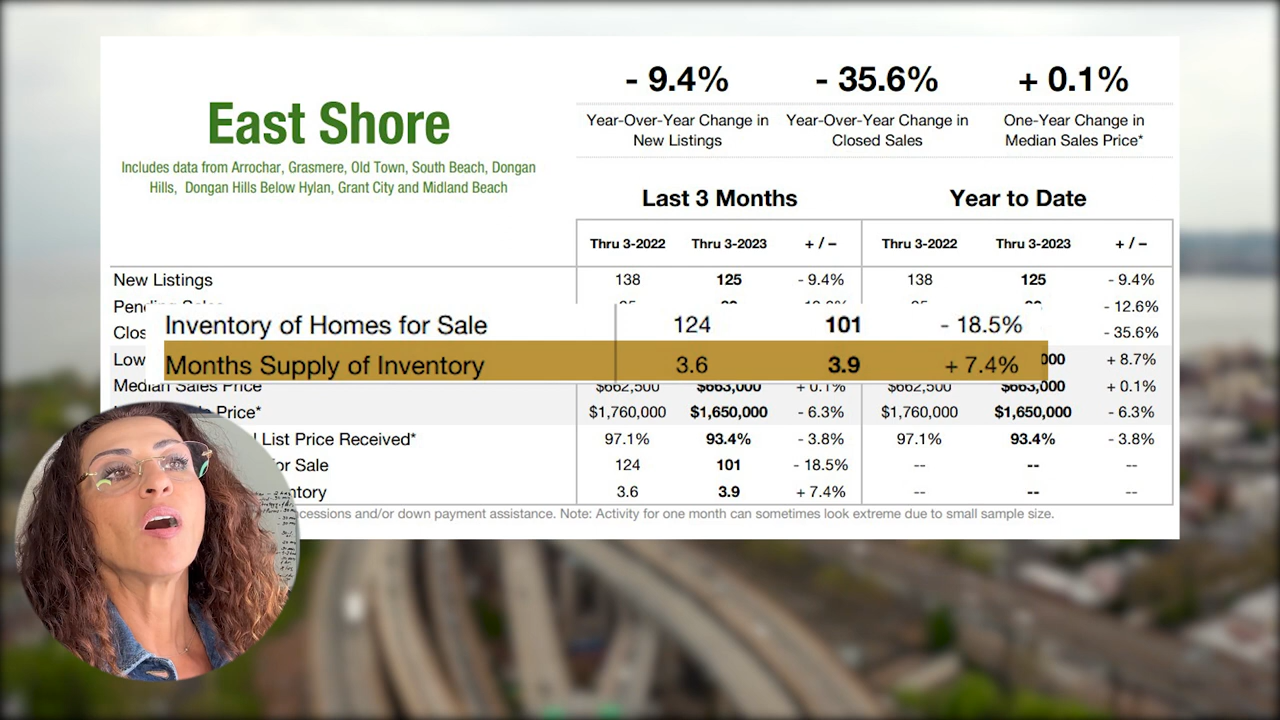 - 9.4% - 35.6% + 0.1%
East Shore
Year-Over-Year Change in Year-Over-Year Change in One-Year Change in
New Listings Closed Sales Median Sales Price*
Includes data from Arrochar, Grasmere, Old Town, South Beach, Dongan
Hills, Dongan Hills Below Hylan, Grant City and Midland Beach
Last 3 Months Year to Date
Thru 3-2022 Thru 3-2023 + / – Thru 3-2022 Thru 3-2023 + / –
New Listings 138 125 - 9.4% 138 125 - 9.4%
Pending Sales - 12.6%
Clos - 35.6%
Inventory of Homes for Sale 124 101 - 18.5%
Low 000 + 8.7%
Months Supply of Inventory 3.6 3.9 + 7.4%
Median Sales Price $662,500 $663,000 + 0.1% $662,500 $663,000 + 0.1%
Price* $1,760,000 $1,650,000 - 6.3% $1,760,000 $1,650,000 - 6.3%
List Price Received* 97.1% 93.4% - 3.8% 97.1% 93.4% - 3.8%
for Sale 124 101 - 18.5% -- -- --
ntory 3.6 3.9 + 7.4% -- -- --
cessions and/or down payment assistance. Note: Activity for one month can sometimes look extreme due to small sample size.